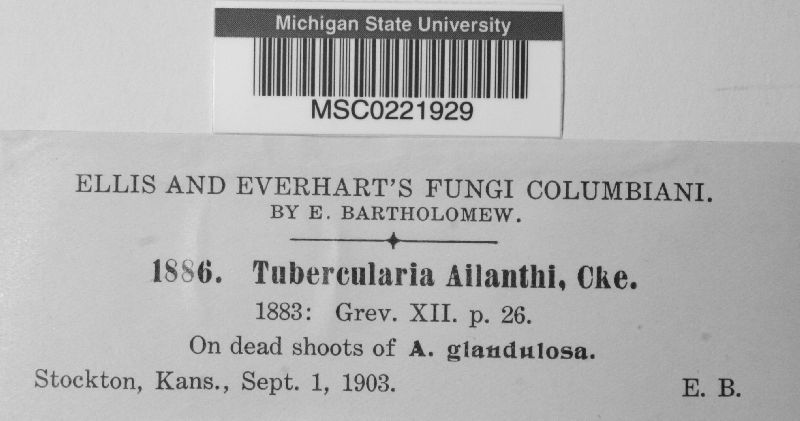 Michigan State University
MSC0221929
ELLIS AND EVERHART'S FUNGI COLUMBIANI.
BY E. BARTHOLOMEW.
1886. Tubercularia Ailanthi, Cke.
1883: Grev. XII. p. 26.
On dead shoots of A. glandulosa.
Stockton, Kans., Sept. 1, 1903. E. B.